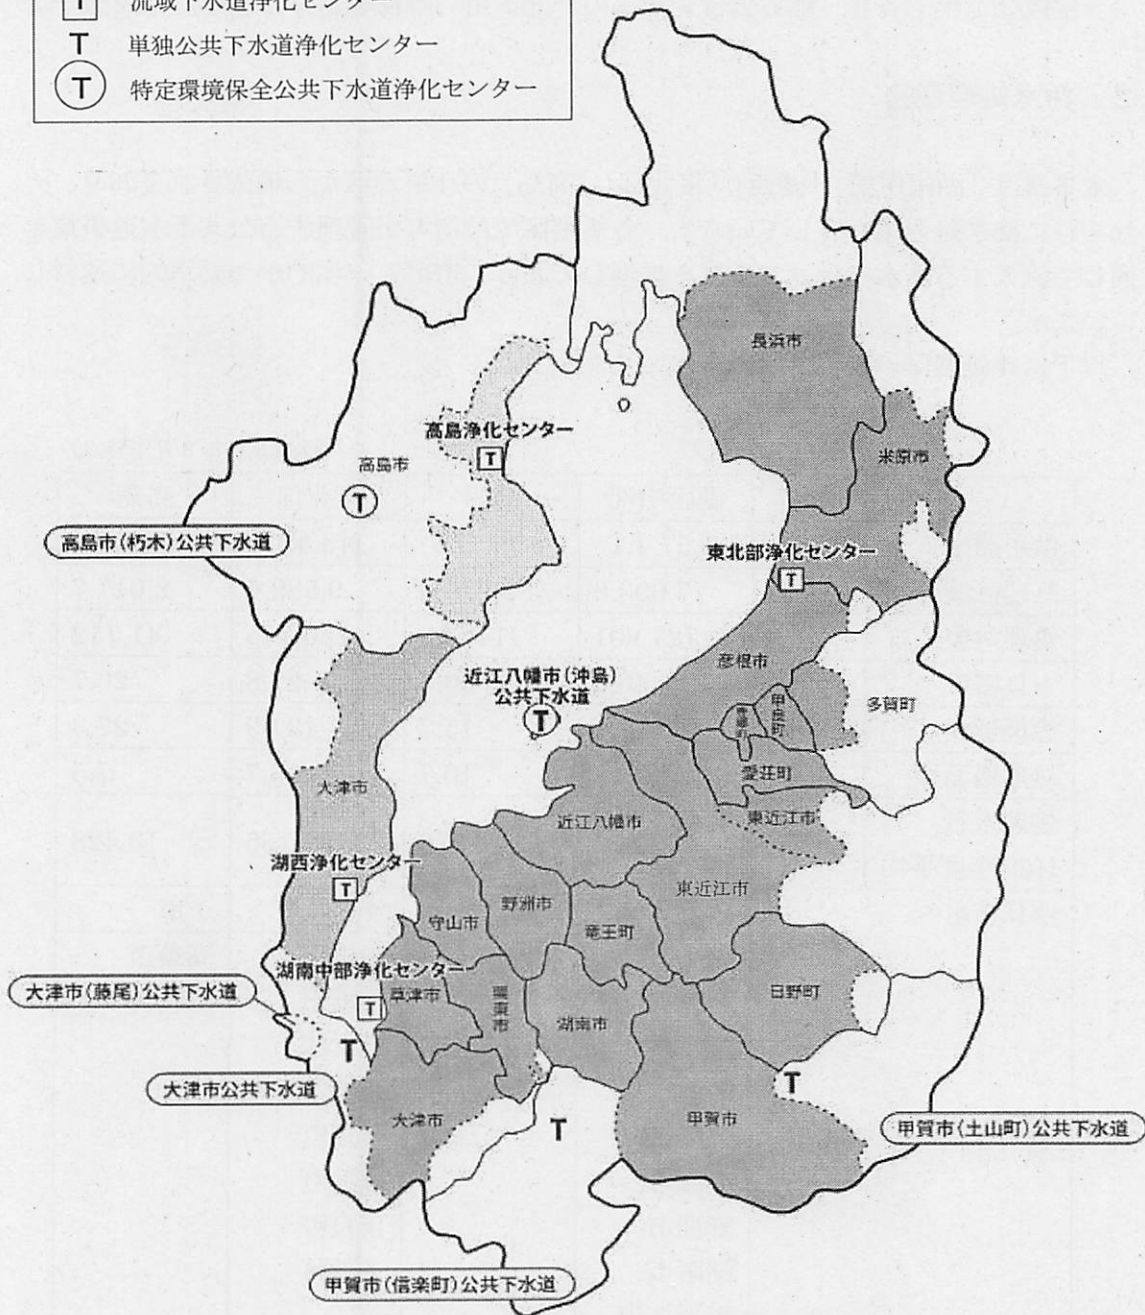 T 流域下水道浄化センター
T 単独公共下水道浄化センター
T 特定環境保全公共下水道浄化センター
長浜市
高島浄化センター
T
高島市
T
米原市
高島市(朽木)公共下水道
東北部浄化センター
T
彦根市
近江八幡市(沖島)
公共下水道
T
甲良町
多賀町
愛荘町
大津市
近江八幡市
東近江市
湖西浄化センター
T
東近江市
野洲市
守山市
竜王町
湖南中部浄化センター
T
大津市(藤尾)公共下水道
草津市
栗東市
日野町
湖南市
T
大津市公共下水道
T
大津市
甲賀市
T
甲賀市(土山町)公共下水道
甲賀市(信楽町)公共下水道